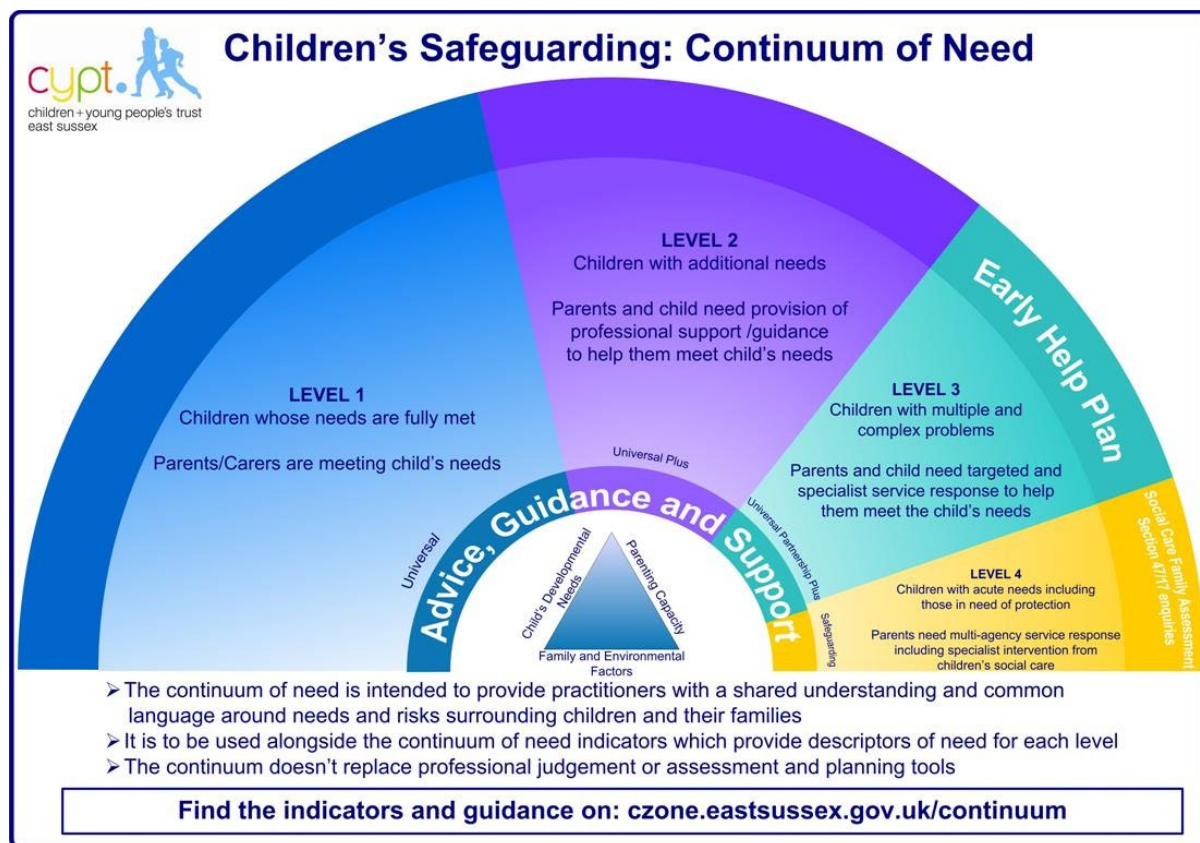 Children's Safeguarding: Continuum of Need
cypt.
children + young people's trust
east sussex
LEVEL 1
Children whose needs are fully met
Parents/Carers are meeting child's needs
Universal
LEVEL 2
Children with additional needs
Parents and child need provision of
professional support /guidance
to help them meet child's needs
Universal Plus
Early Help Plan
LEVEL 3
Children with multiple and
complex problems
Parents and child need targeted and
specialist service response to help
them meet the child's needs
Universal Partnership Plus
Social Care Family Assessment
Section 47/17 enquiries
LEVEL 4
Children with acute needs including
those in need of protection
Parents need multi-agency service response
including specialist intervention from
children's social care
Safeguarding
Advice, Guidance and Support
Child's Developmental
Needs
Parenting Capacity
Family and Environmental
Factors
➢ The continuum of need is intended to provide practitioners with a shared understanding and common
language around needs and risks surrounding children and their families
➢ It is to be used alongside the continuum of need indicators which provide descriptors of need for each level
➢ The continuum doesn't replace professional judgement or assessment and planning tools
Find the indicators and guidance on: czone.eastsussex.gov.uk/continuum